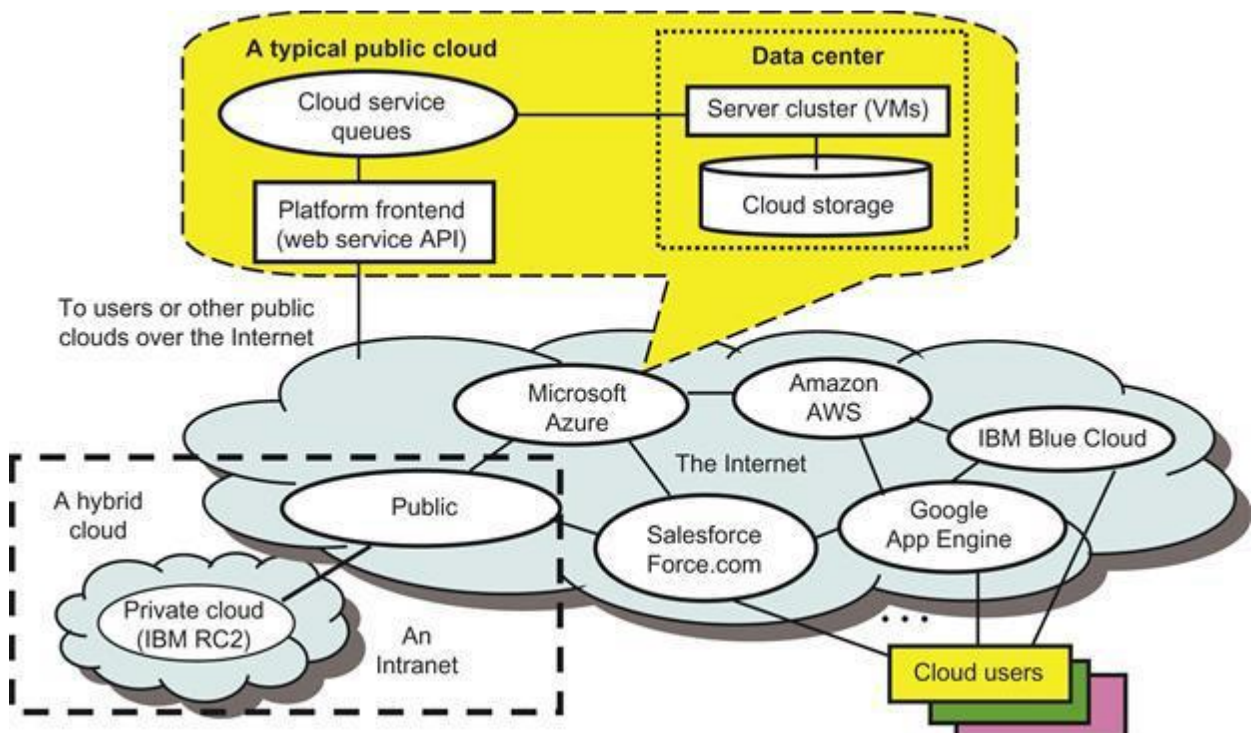 A typical public cloud
Cloud service
queues
Platform frontend
(web service API)
Data center
Server cluster (VMs)
Cloud storage
To users or other public
clouds over the Internet
Microsoft
Azure
Amazon
AWS
IBM Blue Cloud
The Internet
A hybrid
cloud
Public
Salesforce
Force.com
Google
App Engine
Private cloud
(IBM RC2)
An
Intranet
...
Cloud users